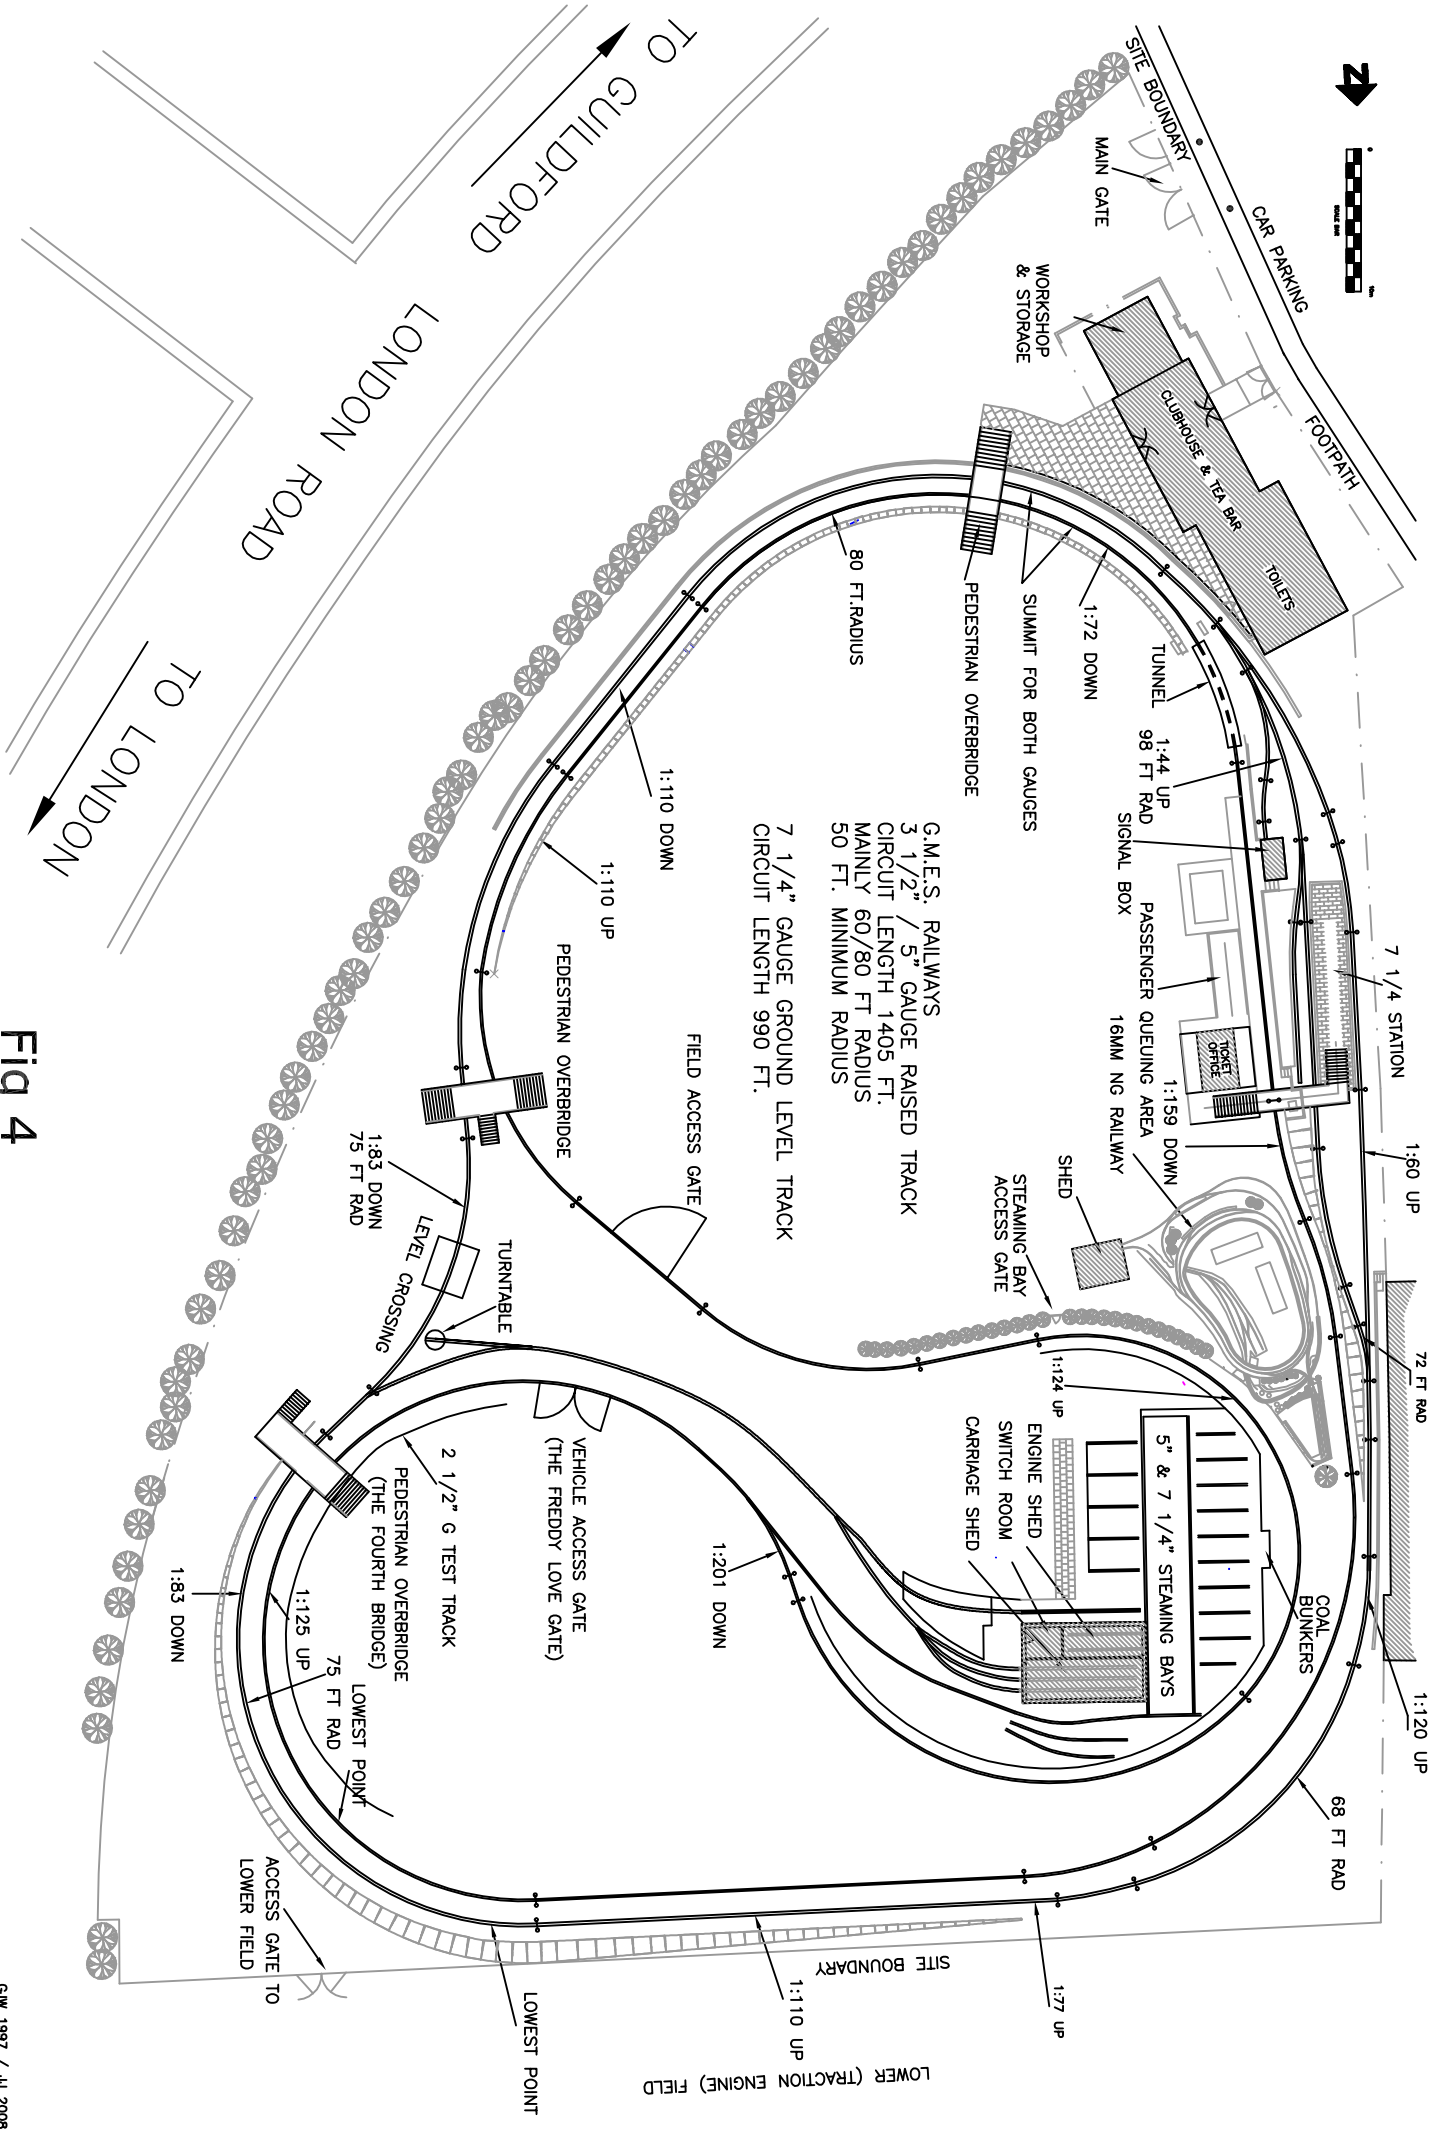 N
0
10m
SCALE BAR
SITE BOUNDARY
MAIN GATE
CAR PARKING
FOOTPATH
WORKSHOP
& STORAGE
CLUBHOUSE & TEA BAR
TOILETS
TO GUILDFORD
LONDON ROAD
TO LONDON
80 FT.RADIUS
PEDESTRIAN OVERBRIDGE
SUMMIT FOR BOTH GAUGES
1:72 DOWN
TUNNEL
1:44 UP
98 FT RAD
SIGNAL BOX
PASSENGER QUEUING AREA
16MM NG RAILWAY
1:159 DOWN
TICKET
OFFICE
7 1/4 STATION
1:60 UP
72 FT RAD
1:120 UP
68 FT RAD
G.M.E.S. RAILWAYS
3 1/2" / 5" GAUGE RAISED TRACK
CIRCUIT LENGTH 1405 FT.
MAINLY 60/80 FT RADIUS
50 FT. MINIMUM RADIUS
7 1/4" GAUGE GROUND LEVEL TRACK
CIRCUIT LENGTH 990 FT.
1:110 DOWN
1:110 UP
PEDESTRIAN OVERBRIDGE
FIELD ACCESS GATE
SHED
STEAMING BAY
ACCESS GATE
1:124 UP
5" & 7 1/4" STEAMING BAYS
ENGINE SHED
SWITCH ROOM
CARRIAGE SHED
COAL
BUNKERS
1:83 DOWN
75 FT RAD
LEVEL CROSSING
TURNTABLE
VEHICLE ACCESS GATE
(THE FREDDY LOVE GATE)
2 1/2" G TEST TRACK
PEDESTRIAN OVERBRIDGE
(THE FOURTH BRIDGE)
1:201 DOWN
1:83 DOWN
1:125 UP
75 FT RAD
LOWEST POINT
ACCESS GATE TO
LOWER FIELD
LOWEST POINT
SITE BOUNDARY
1:110 UP
1:77 UP
LOWER (TRACTION ENGINE) FIELD
Fig 4
GJW 1997 / JJ 2008